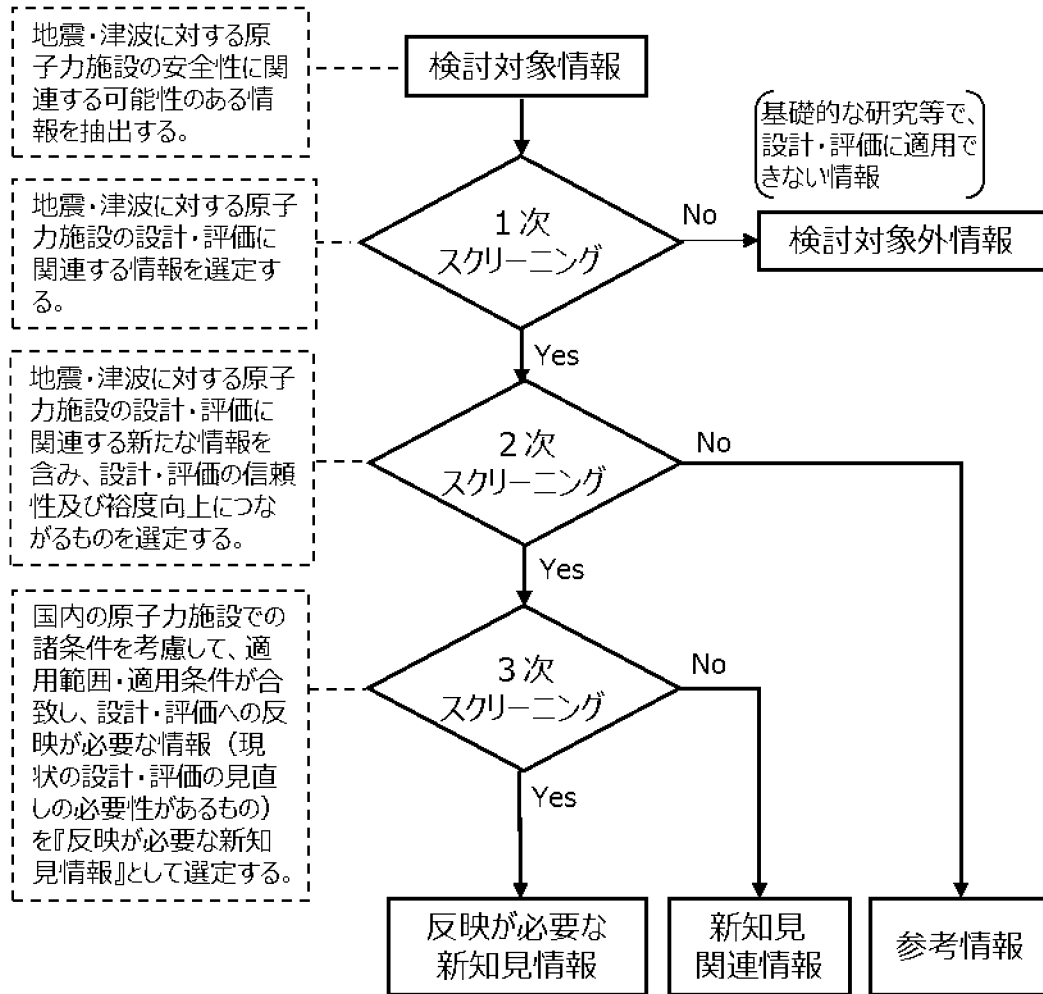 地震・津波に対する原
子力施設の安全性に関
連する可能性のある情
報を抽出する。
検討対象情報
基礎的な研究等で、
設計・評価に適用で
きない情報
地震・津波に対する原子
力施設の設計・評価に
関連する情報を選定す
る。
1次
スクリーニング
No
検討対象外情報
Yes
地震・津波に対する原子
力施設の設計・評価に
関連する新たな情報を
含み、設計・評価の信頼
性及び裕度向上につな
がるものを選定する。
2次
スクリーニング
No
Yes
国内の原子力施設での
諸条件を考慮して、適
用範囲・適用条件が合
致し、設計・評価への反
映が必要な情報（現
状の設計・評価の見直
しの必要性があるもの）
を『反映が必要な新知
見情報』として選定する。
3次
スクリーニング
No
Yes
反映が必要な
新知見情報
新知見
関連情報
参考情報